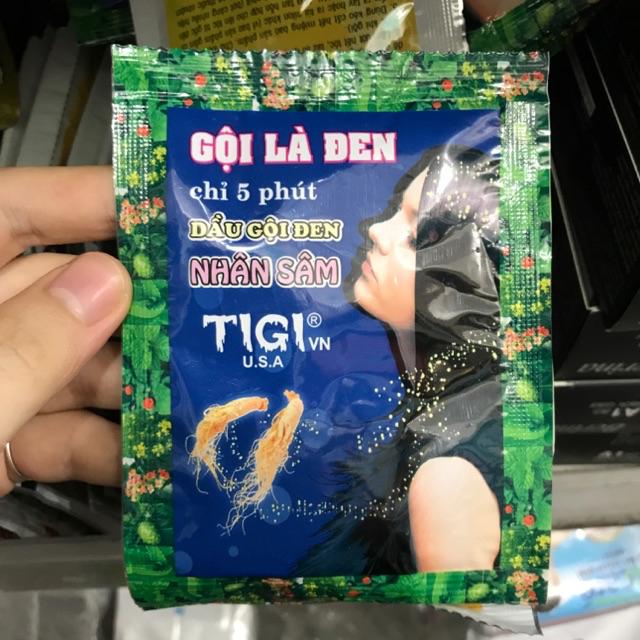 GỘI LÀ ĐEN
chỉ 5 phút
DẦU GỘI ĐEN
NHÂN SÂM
TIGI® VN
U.S.A